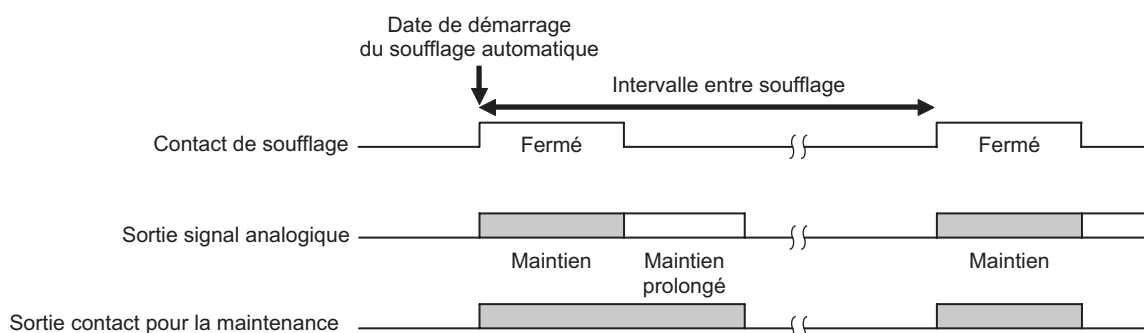 Date de démarrage
du soufflage automatique
Intervalle entre soufflage
Contact de soufflage
Fermé
Fermé
Sortie signal analogique
Maintien
Maintien
prolongé
Maintien
Sortie contact pour la maintenance